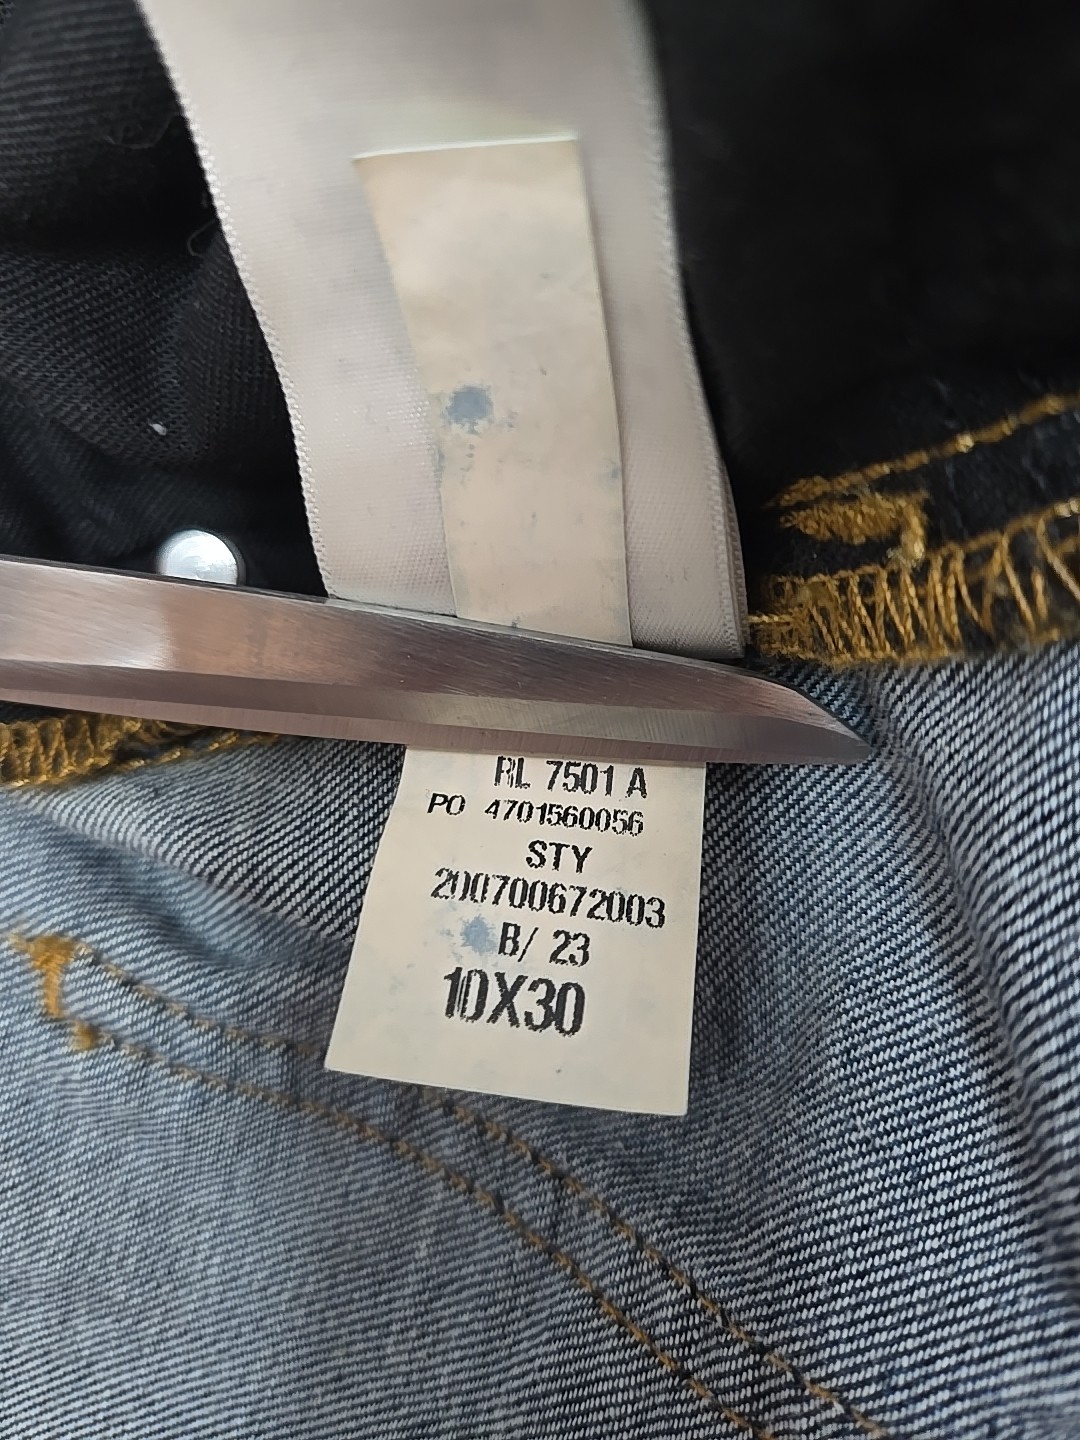 RL 7501 A
PO 4701560056
STY
200700672003
B/ 23
10X30